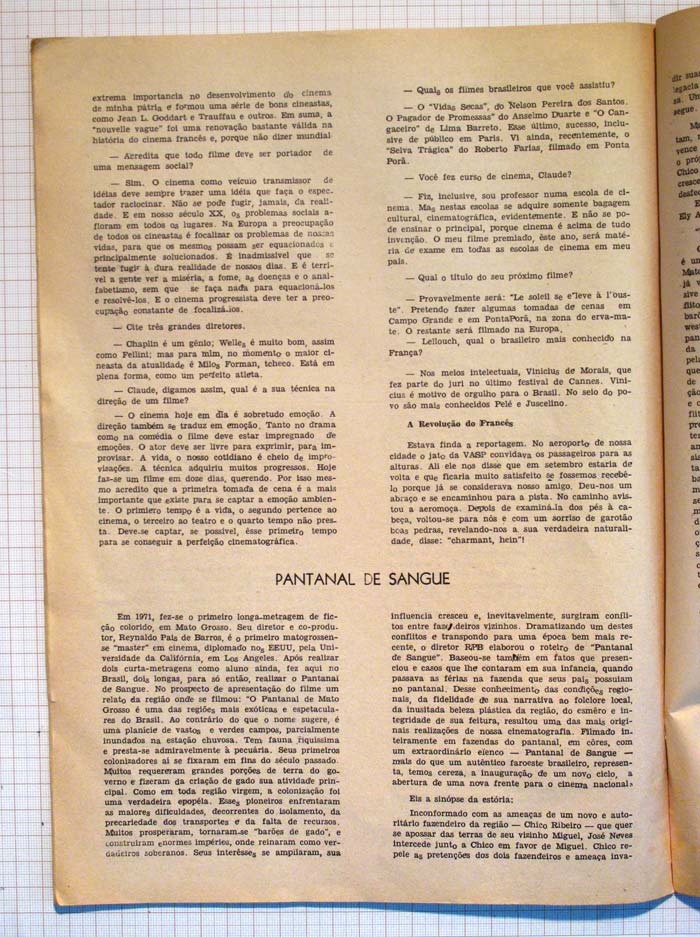 extrema importancia no desenvolvimento do cinema
de minha pátria e formou uma série de bons cineastas,
como Jean L. Goddart e Trauffau e outros. Em suma, a
"nouvelle vague" foi uma renovação bastante válida na
história do cinema francês e, porque não dizer mundial
— Acredita que todo filme deve ser portador de
uma mensagem social?
— Sim. O cinema como veículo transmissor de
idéias deve sempre trazer uma idéia que faça o espec-
tador raciocinar. Não se pode fugir, jamais, da reali-
dade. E em nosso século XX, os problemas sociais a-
floram em todos os lugares. Na Europa a preocupação
de todos os cineastas é focalizar os problemas de nossas
vidas, para que os mesmos possam ser equacionados e
principalmente solucionados. É inadmissível que se
tente fugir à dura realidade de nossos dias. E é terrí-
vel a gente ver a miséria, a fome, as doenças e o anal-
fabetismo, sem que se faça nada para equacioná.los
e resolvê-los. E o cinema progressista deve ter a preo-
cupação constante de focalizá.los.
— Cite três grandes diretores.
— Chaplin é um gênio; Welles é muito bom, assim
como Fellini; mas para mim, no momento o maior ci-
neasta da atualidade é Milos Forman, tcheco. Está em
plena forma, como um perfeito atleta.
— Claude, digamos assim, qual é a sua técnica na
direção de um filme?
— O cinema hoje em dia é sobretudo emoção. A
direção também se traduz em emoção. Tanto no drama
como na comédia o filme deve estar impregnado de
emoções. O ator deve ser livre para exprimir, para im-
provisar. A vida, o nosso cotidiano é cheio de impro-
visações. A técnica adquiriu muitos progressos. Hoje
faz-se um filme em doze dias, querendo. Por isso mes-
mo acredito que a primeira tomada de cena é a mais
importante que existe para se captar a emoção ambien-
te. O primiero tempo é a vida, o segundo pertence ao
cinema, o terceiro ao teatro e o quarto tempo não pres-
ta. Deve.se captar, se possível, êsse primeiro tempo
para se conseguir a perfeição cinematográfica.
— Quais os filmes brasileiros que você assistiu?
— O "Vidas Secas", do Nelson Pereira dos Santos.
O Pagador de Promessas" do Anselmo Duarte e "O Can-
gaceiro" de Lima Barreto. Esse último, sucesso, inclu-
sive de público em Paris. Vi ainda, recentemente, o
"Selva Trágica" do Roberto Farias, filmado em Ponta
Porã.
— Você fez curso de cinema, Claude?
— Fiz, inclusive, sou professor numa escola de ci-
nema. Mas nestas escolas se adquire somente bagagem
cultural, cinematográfica, evidentemente. E não se po-
de ensinar o principal, porque cinema é acima de tudo
invenção. O meu filme premiado, êste ano, será maté-
ria de exame em todas as escolas de cinema em meu
país.
— Qual o título do seu próximo filme?
— Provavelmente será: "Le soleil se e'leve à l'ous-
te". Pretendo fazer algumas tomadas de cenas em
Campo Grande e em PontaPorã, na zona do erva-ma-
te. O restante será filmado na Europa.
— Lellouch, qual o brasileiro mais conhecido na
França?
— Nos meios intelectuais, Vinicius de Morais, que
fez parte do juri no último festival de Cannes. Vini-
cius é motivo de orgulho para o Brasil. No seio do po-
vo são mais conhecidos Pelé e Juscelino.
A Revolução do Francês
Estava finda a reportagem. No aeroporto de nossa
cidade o jato da VASP convidava os passageiros para as
alturas. Ali ele nos disse que em setembro estaria de
volta e que ficaria muito satisfeito se fossemos recebê-
lo porque já se considerava nosso amigo. Deu-nos um
abraço e se encaminhou para a pista. No caminho avis-
tou a aeromoça. Depois de examiná.la dos pés à ca-
beça, voltou-se para nós e com um sorriso de garotão
boas pedras, revelando-nos a sua verdadeira naturali-
dade, disse: "charmant, hein"!
PANTANAL DE SANGUE
Em 1971, fez-se o primeiro longa-metragem de fic-
ção colorido, em Mato Grosso. Seu diretor e co-produ-
tor, Reynaldo Pais de Barros, é o primeiro matogrossen-
se "master" em cinema, diplomado nos EEUU, pela Uni-
versidade da Califórnia, em Los Angeles. Após realizar
dois curta-metragens como aluno ainda, fez aqui no
Brasil, dois longas, para só então, realizar o Pantanal
de Sangue. No prospecto de apresentação do filme um
relato da região onde se filmou: "O Pantanal de Mato
Grosso é uma das regiões mais exóticas e espetacula-
res do Brasil. Ao contrário do que o nome sugere, é
uma planície de vastos e verdes campos, parcialmente
inundados na estação chuvosa. Tem fauna riquissima
e presta-se admiravelmente à pecuária. Seus primeiros
colonizadores ai se fixaram em fins do século passado.
Muitos requereram grandes porções de terra do go-
verno e fizeram da criação de gado sua atividade prin-
cipal. Como em toda região virgem, a colonização foi
uma verdadeira epopéia. Esses pioneiros enfrentaram
as maiores dificuldades, decorrentes do isolamento, da
precariedade dos transportes e da falta de recursos.
Muitos prosperaram, tornaram.se "barões de gado", e
construiram enormes impérios, onde reinaram como ver-
dadeiros soberanos. Seus interêsses se ampilaram, sua
influencia cresceu e, inevitavelmente, surgiram confli-
tos entre fazendeiros vizinhos. Dramatizando um destes
conflitos e transpondo para uma época bem mais re-
cente, o diretor RPB elaborou o roteiro de "Pantanal
de Sangue". Baseou-se também em fatos que presen-
ciou e casos que lhe contaram em sua infancia, quando
passava as férias na fazenda que seus pais possuiam
no pantanal. Desse conhecimento das condições regio-
nais, da fidelidade de sua narrativa ao folclore local,
da inusitada beleza plástica da região, do esmêro e in-
tegridade de sua feitura, resultou uma das mais origi-
nais realizações de nossa cinematografia. Filmado in-
teiramente em fazendas do pantanal, em côres, com
um extraordinário elenco — Pantanal de Sangue —
mais do que um autêntico faroeste brasileiro, represen-
ta, temos cereza, a inauguração de um novo ciclo, a
abertura de uma nova frente para o cinema nacional.
Eis a sinópse da estória:
Inconformado com as ameaças de um novo e auto-
ritário fazendeiro da região — Chico Ribeiro — que quer
se apossar das terras de seu vizinho Miguel, José Neves
intercede junto a Chico em favor de Miguel. Chico re-
pele as pretenções dos dois fazendeiros e ameaça inva-